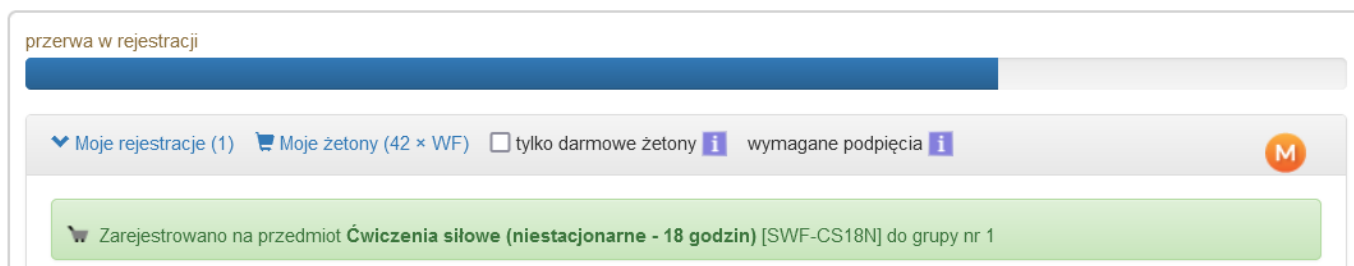 przerwa w rejestracji
Moje rejestracje (1) Moje żetony (42 × WF) tylko darmowe żetony i wymagane podpięcia i M
Zarejestrowano na przedmiot Ćwiczenia siłowe (niestacjonarne - 18 godzin) [SWF-CS18N] do grupy nr 1